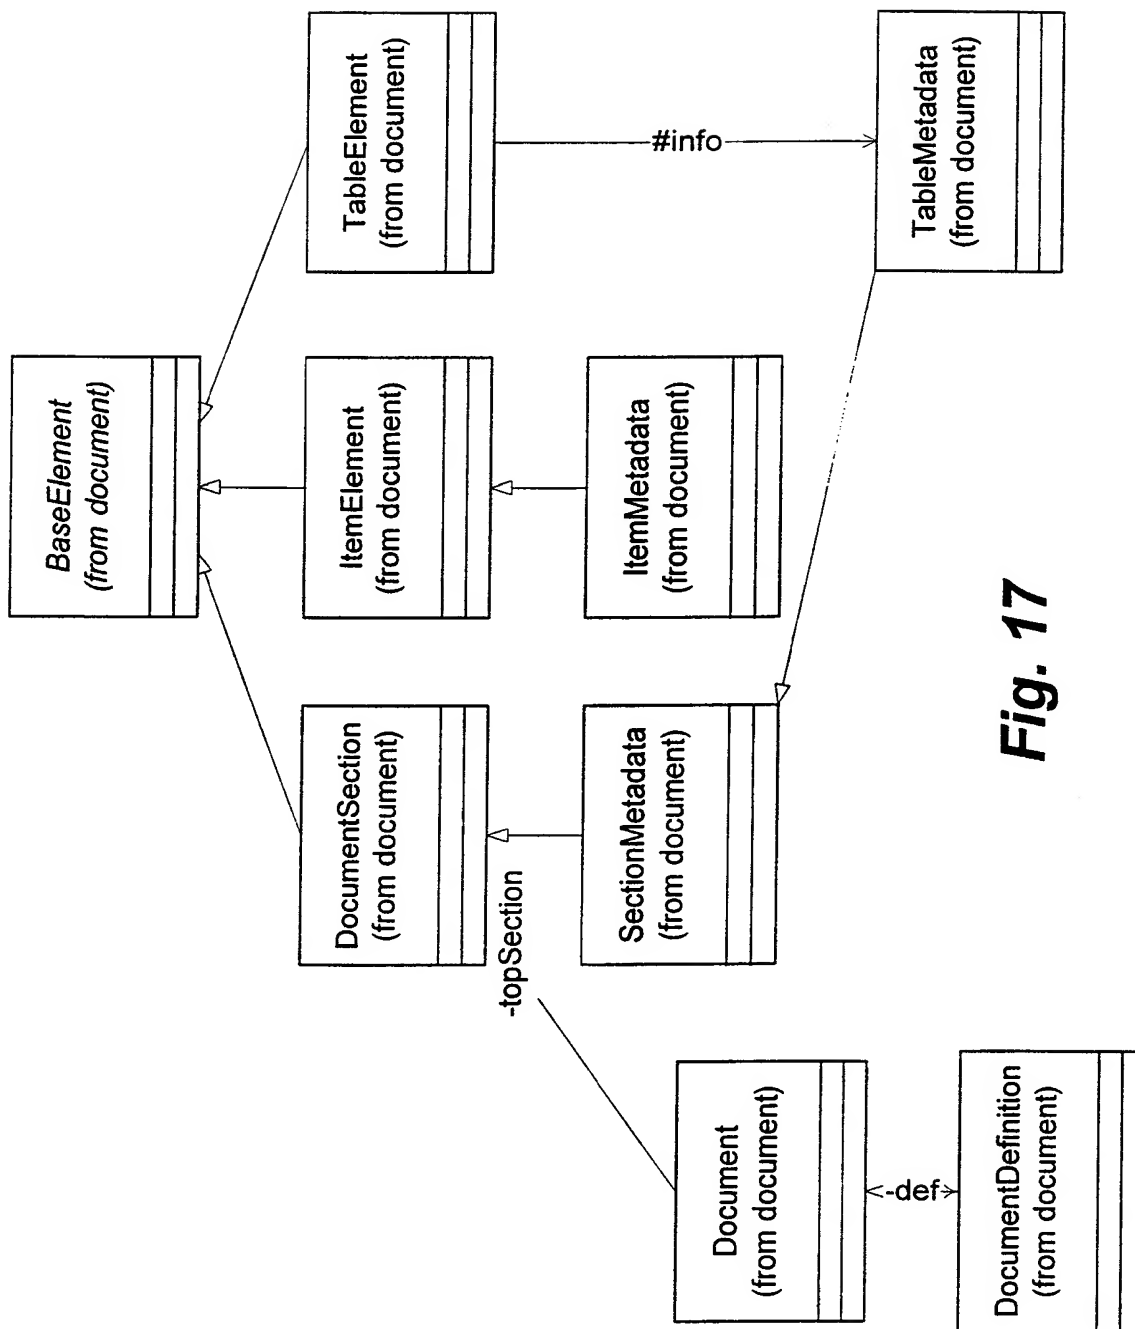 BaseElement
(from document)
DocumentSection
(from document)
ItemElement
(from document)
TableElement
(from document)
-topSection
#info
SectionMetadata
(from document)
ItemMetadata
(from document)
Document
(from document)
TableMetadata
(from document)
-def
DocumentDefinition
(from document)
Fig. 17